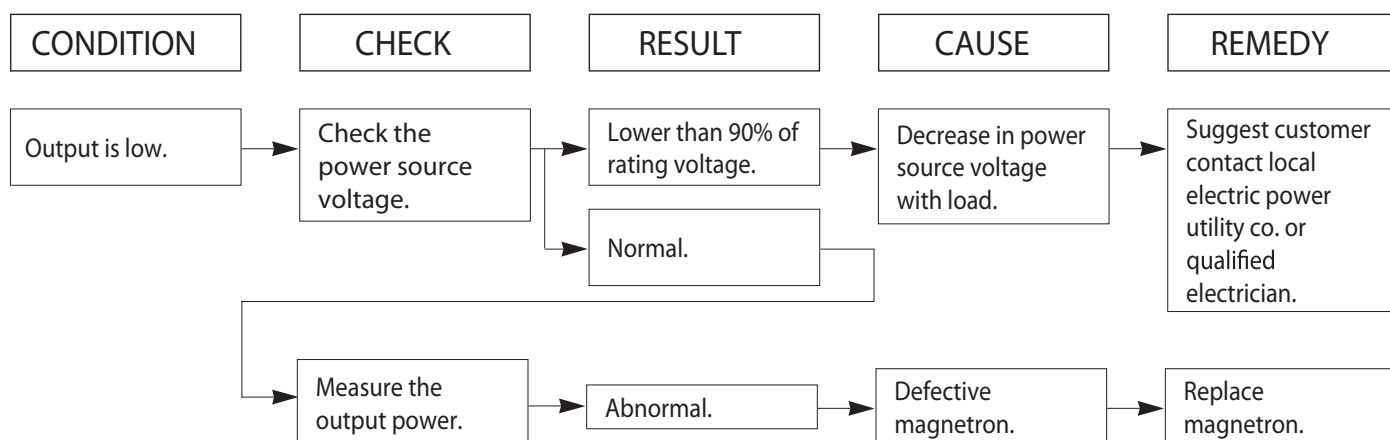 CONDITION
CHECK
RESULT
CAUSE
REMEDY
Output is low.
Check the
power source
voltage.
Lower than 90% of
rating voltage.
Decrease in power
source voltage
with load.
Suggest customer
contact local
electric power
utility co. or
qualified
electrician.
Normal.
Measure the
output power.
Abnormal.
Defective
magnetron.
Replace
magnetron.